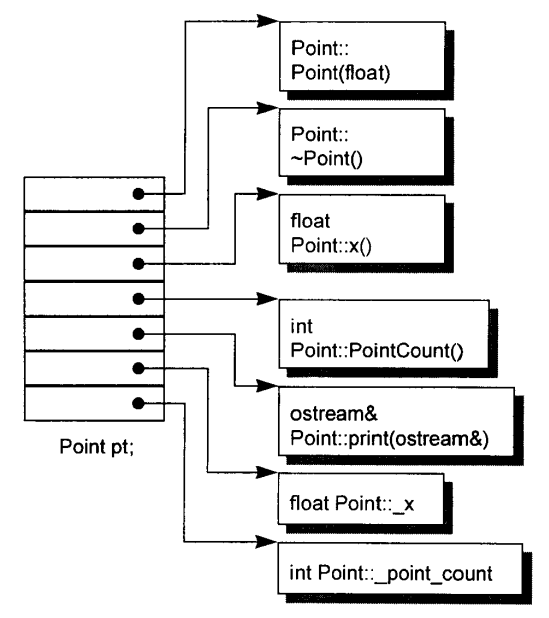 Point::
Point(float)
Point::
~Point()
float
Point::x()
int
Point::PointCount()
ostream&
Point::print(ostream&)
Point pt;
float Point::_x
int Point::_point_count